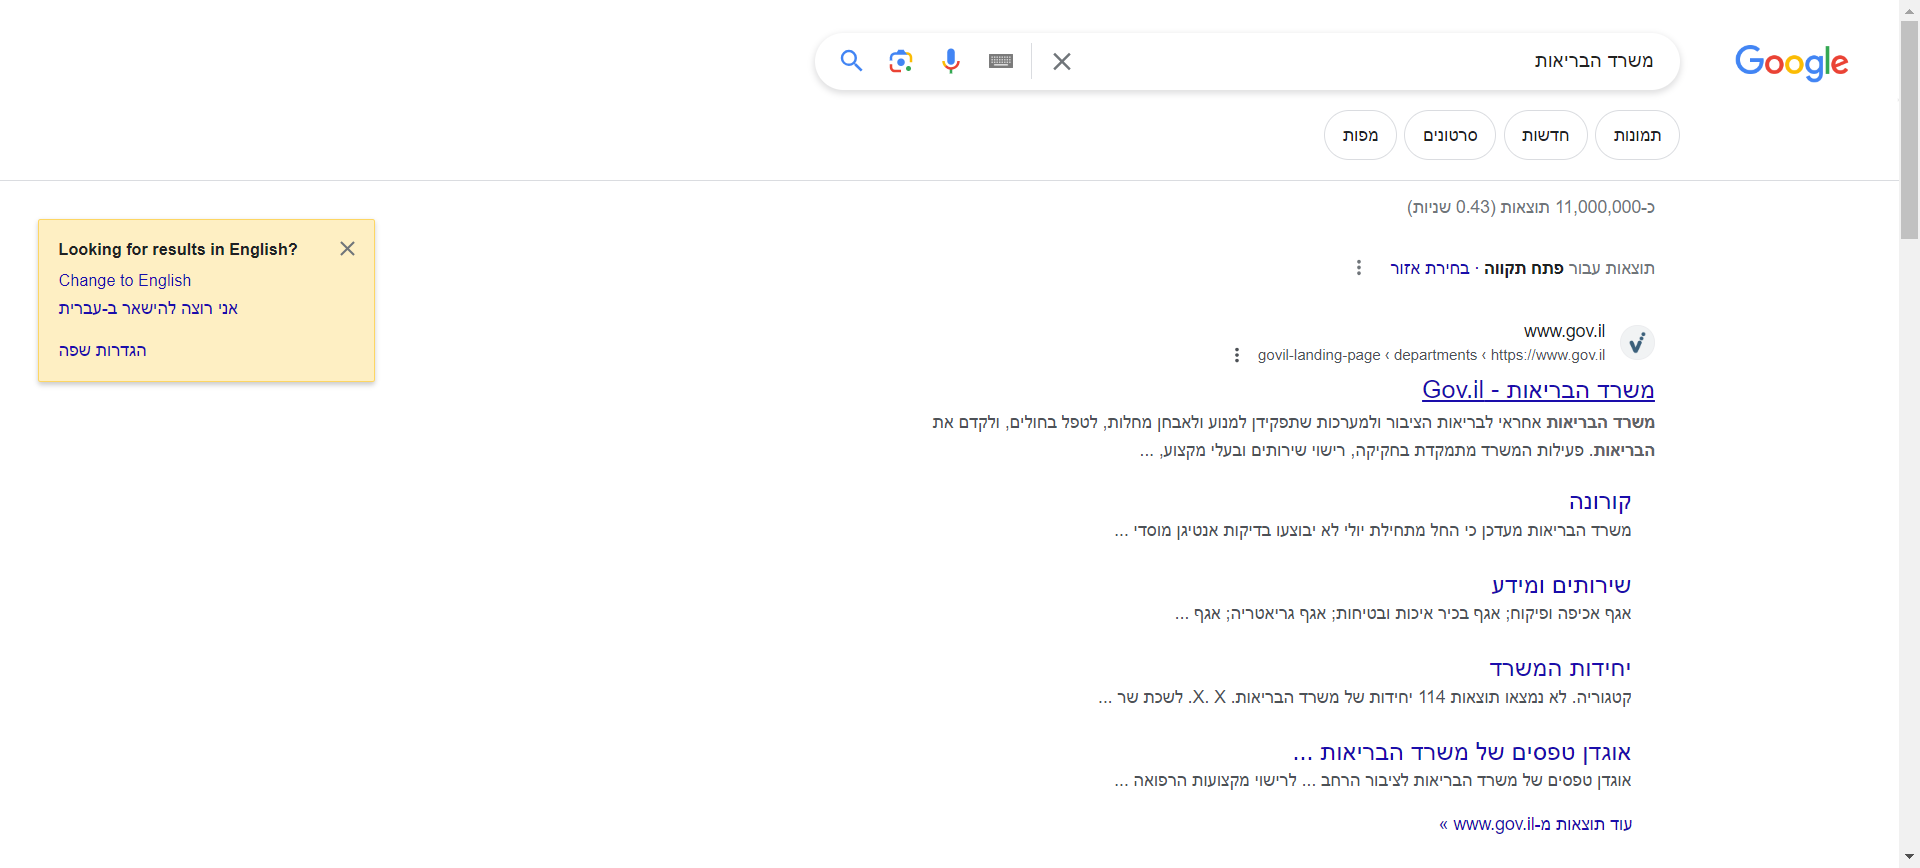 Google
משרד הבריאות
תמונות
חדשות
סרטונים
מפות
כ-11,000,000 תוצאות (0.43 שניות)
תוצאות עבור פתח תקווה · בחירת אזור
www.gov.il
https://www.gov.il › departments › govil-landing-page
משרד הבריאות - Gov.il
משרד הבריאות אחראי לבריאות הציבור ולמערכות שתפקידן למנוע ולאבחן מחלות, לטפל בחולים, ולקדם את
הבריאות. פעילות המשרד מתמקדת בחקיקה, רישוי שירותים ובעלי מקצוע, ...
קורונה
משרד הבריאות מעדכן כי החל מתחילת יולי לא יבוצעו בדיקות אנטיגן מוסדי ...
שירותים ומידע
אגף אכיפה ופיקוח; אגף בכיר איכות ובטיחות; אגף גריאטריה; אגף ...
יחידות המשרד
קטגוריה. לא נמצאו תוצאות 114 יחידות של משרד הבריאות. X. X. לשכת שר ...
אוגדן טפסים של משרד הבריאות ...
אוגדן טפסים של משרד הבריאות לציבור הרחב ... לרישוי מקצועות הרפואה ...
עוד תוצאות מ-www.gov.il »
Looking for results in English?
Change to English
אני רוצה להישאר ב-עברית
הגדרות שפה